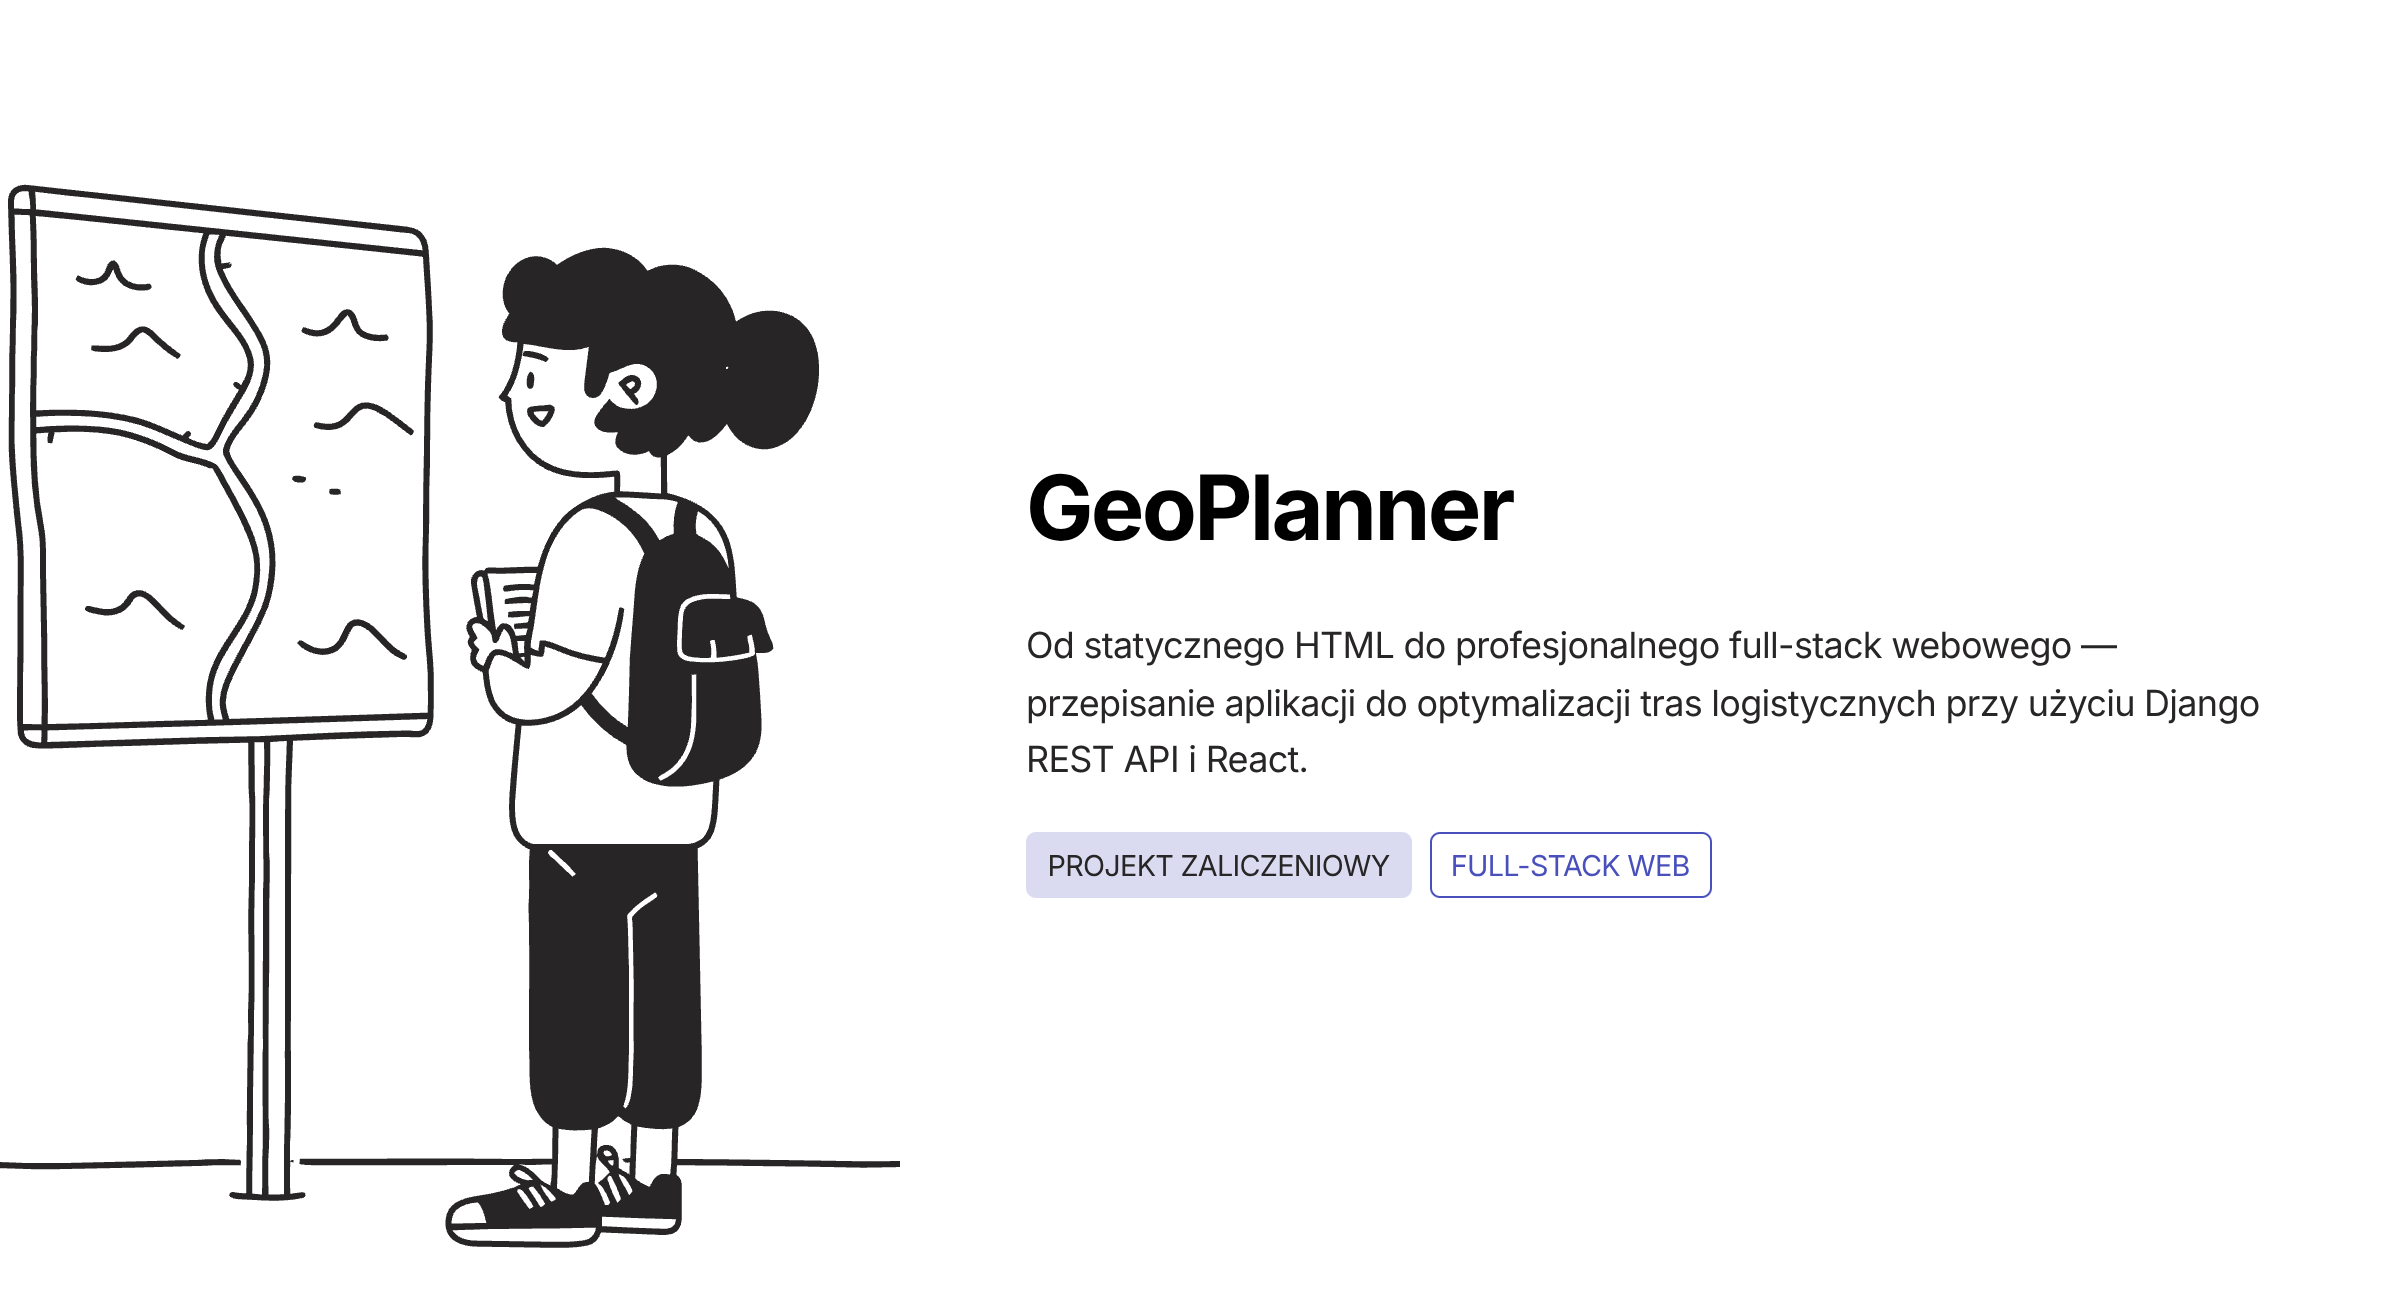 GeoPlanner
Od statycznego HTML do profesjonalnego full-stack webowego —
przepisanie aplikacji do optymalizacji tras logistycznych przy użyciu Django
REST API i React.
PROJEKT ZALICZENIOWY
FULL-STACK WEB